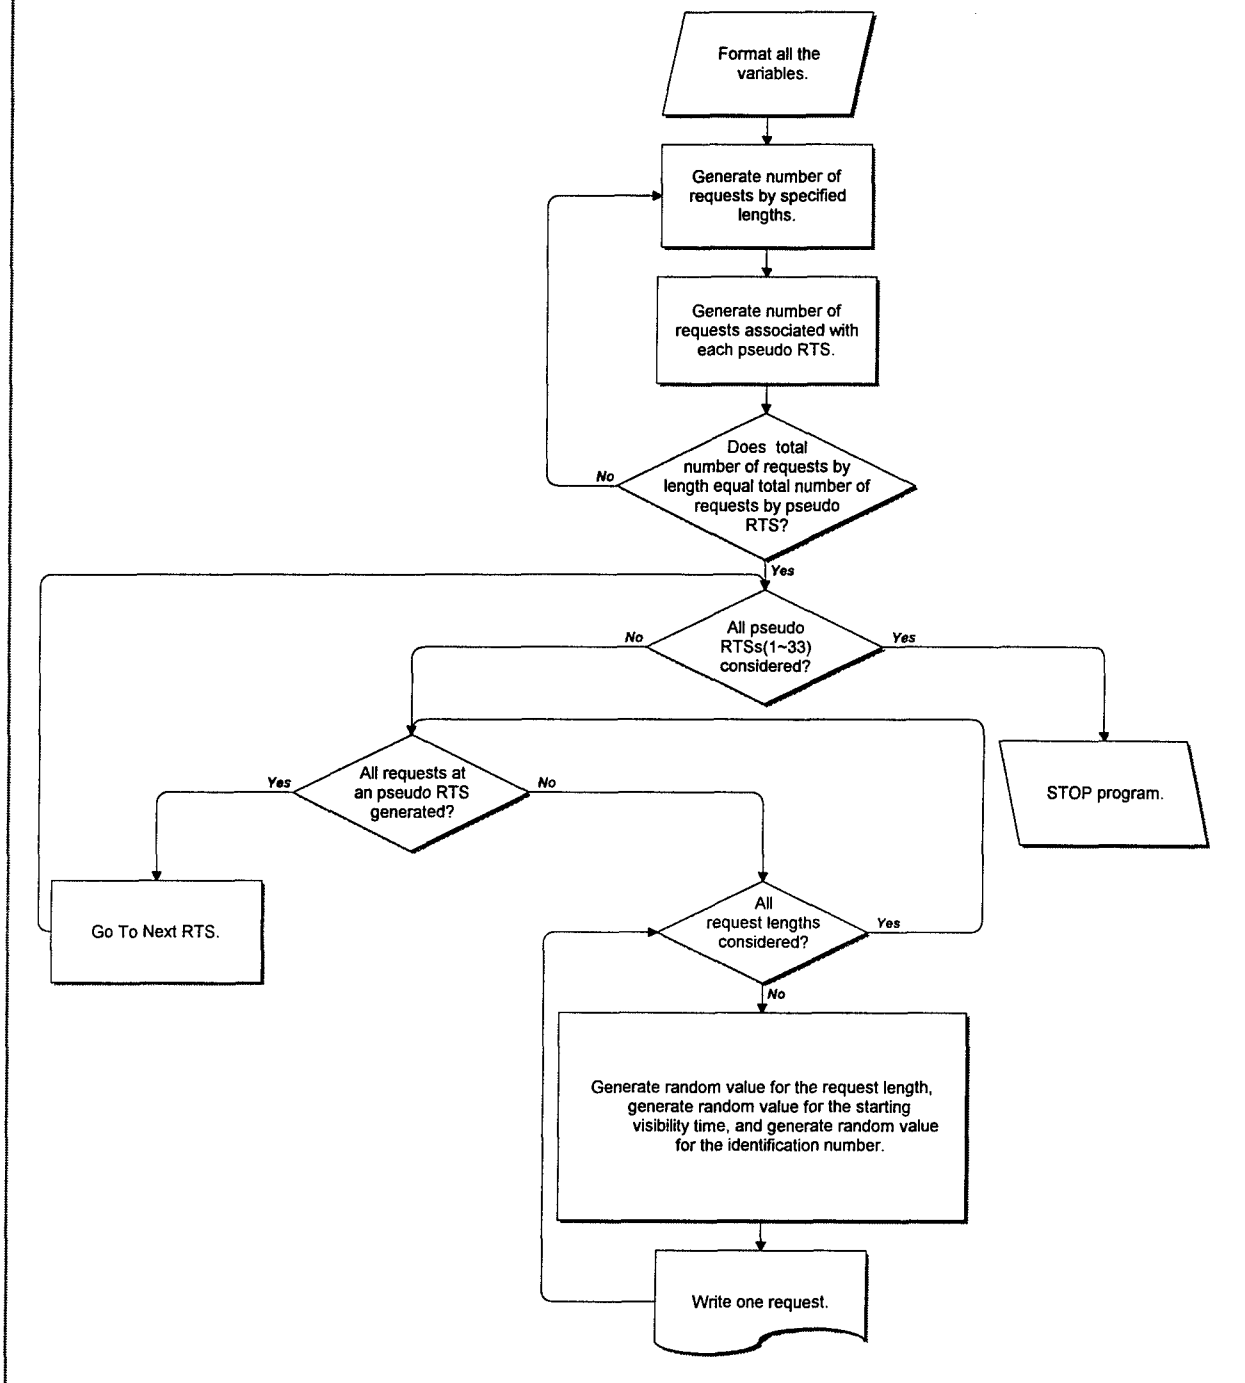 Format all the
variables.
Generate number of
requests by specified
lengths.
Generate number of
requests associated with
each pseudo RTS.
Does total
number of requests by
length equal total number of
requests by pseudo
RTS?
No
Yes
All pseudo
RTSs(1~33)
considered?
No
Yes
All requests at
an pseudo RTS
generated?
Yes
No
STOP program.
Go To Next RTS.
All
request lengths
considered?
Yes
No
Generate random value for the request length,
generate random value for the starting
visibility time, and generate random value
for the identification number.
Write one request.